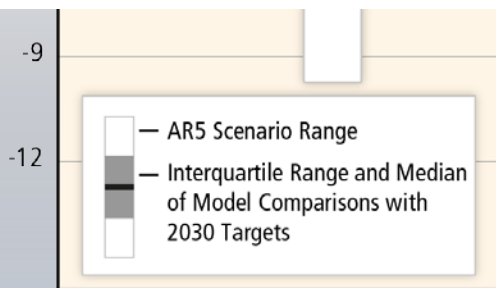 -9
AR5 Scenario Range
-12
Interquartile Range and Median
of Model Comparisons with
2030 Targets